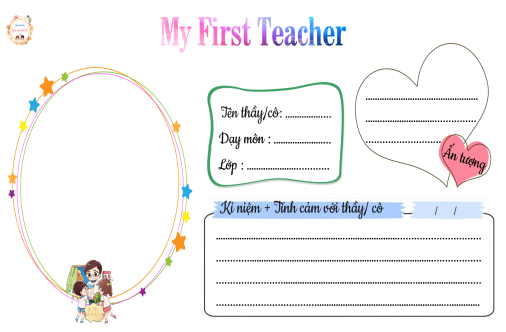 My First Teacher
Tên thầy/cô: ....................
Dạy môn : .........................
Lớp : ....................................
....................................
....................................
....................................
Ấn tượng
Kỉ niệm + Tình cảm với thầy/ cô
/ /
....................................
....................................
....................................
....................................